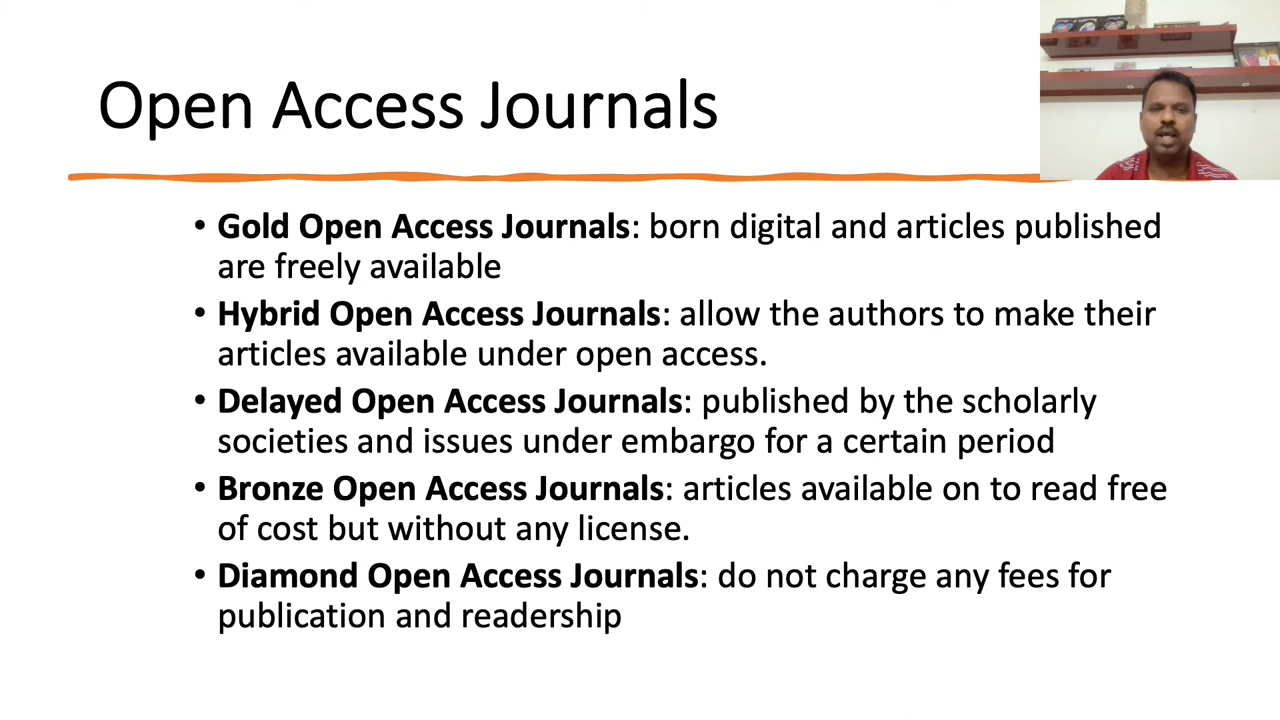 Open Access Journals
• Gold Open Access Journals: born digital and articles published
are freely available
• Hybrid Open Access Journals: allow the authors to make their
articles available under open access.
• Delayed Open Access Journals: published by the scholarly
societies and issues under embargo for a certain period
• Bronze Open Access Journals: articles available on to read free
of cost but without any license.
• Diamond Open Access Journals: do not charge any fees for
publication and readership